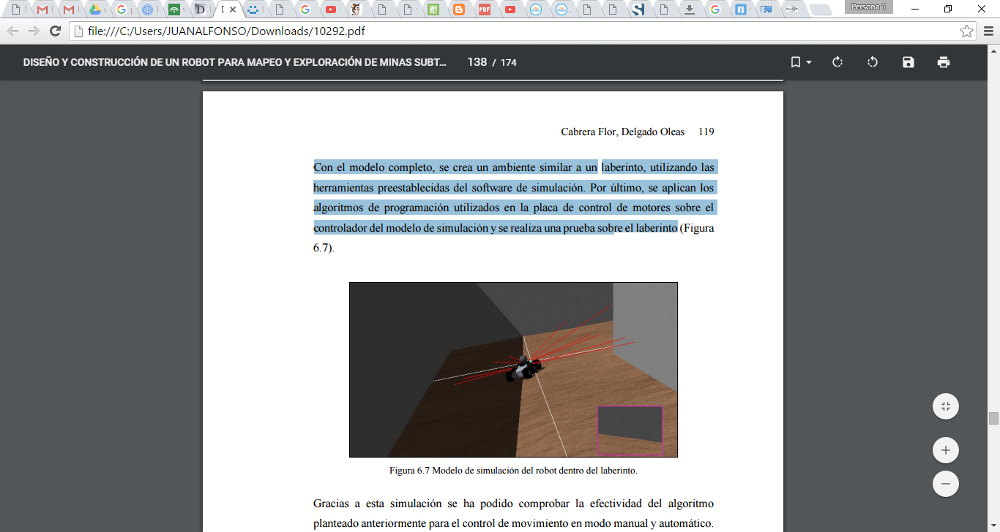 Persona 1
file:///C:/Users/JUANALFONSO/Downloads/10292.pdf
DISEÑO Y CONSTRUCCIÓN DE UN ROBOT PARA MAPEO Y EXPLORACIÓN DE MINAS SUBT... 138 / 174
Cabrera Flor, Delgado Oleas 119
Con el modelo completo, se crea un ambiente similar a un laberinto, utilizando las
herramientas preestablecidas del software de simulación. Por último, se aplican los
algoritmos de programación utilizados en la placa de control de motores sobre el
controlador del modelo de simulación y se realiza una prueba sobre el laberinto (Figura
6.7).
Figura 6.7 Modelo de simulación del robot dentro del laberinto.
Gracias a esta simulación se ha podido comprobar la efectividad del algoritmo
planteado anteriormente para el control de movimiento en modo manual y automático.